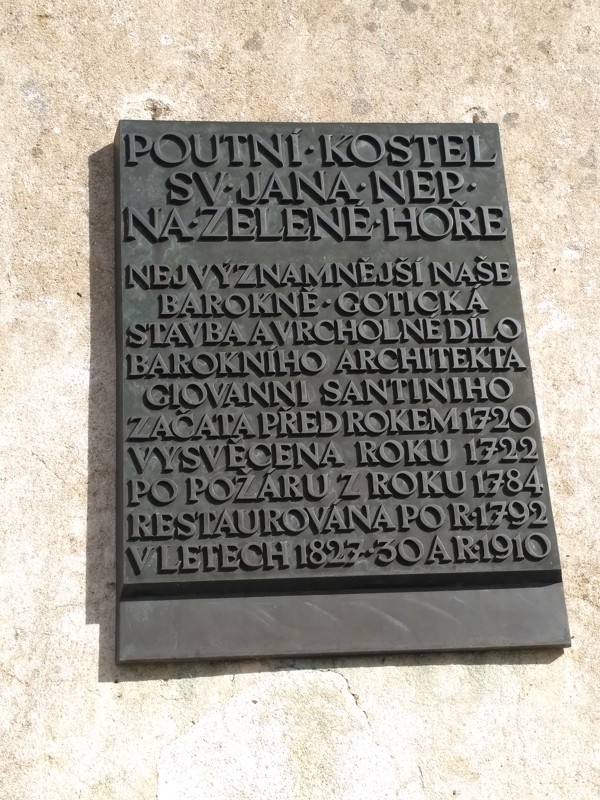 POUTNÍ·KOSTEL
SV·JANA·NEP·
NA·ZELENÉ·HOŘE
NEJVÝZNAMNĚJŠÍ NAŠE
BAROKNĚ·GOTICKÁ
STAVBA A VRCHOLNÉ DÍLO
BAROKNÍHO ARCHITEKTA
GIOVANNI SANTINIHO
ZAČATA PŘED ROKEM 1720
VYSVĚCENA ROKU 1722
PO POŽÁRU Z ROKU 1784
RESTAUROVÁNA PO R·1792
V LETECH 1827-30 A R·1910